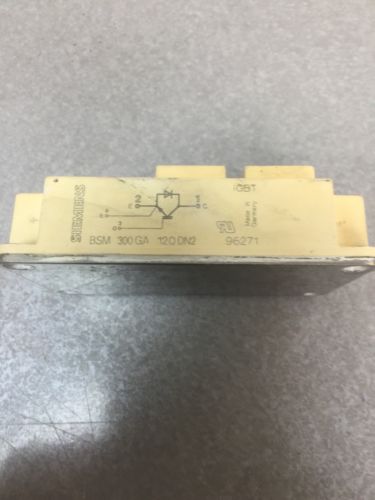 SIEMENS
IGBT
2
1
E
C
E
G
3
Made in
Germany
BSM 300 GA 120 DN2
96271